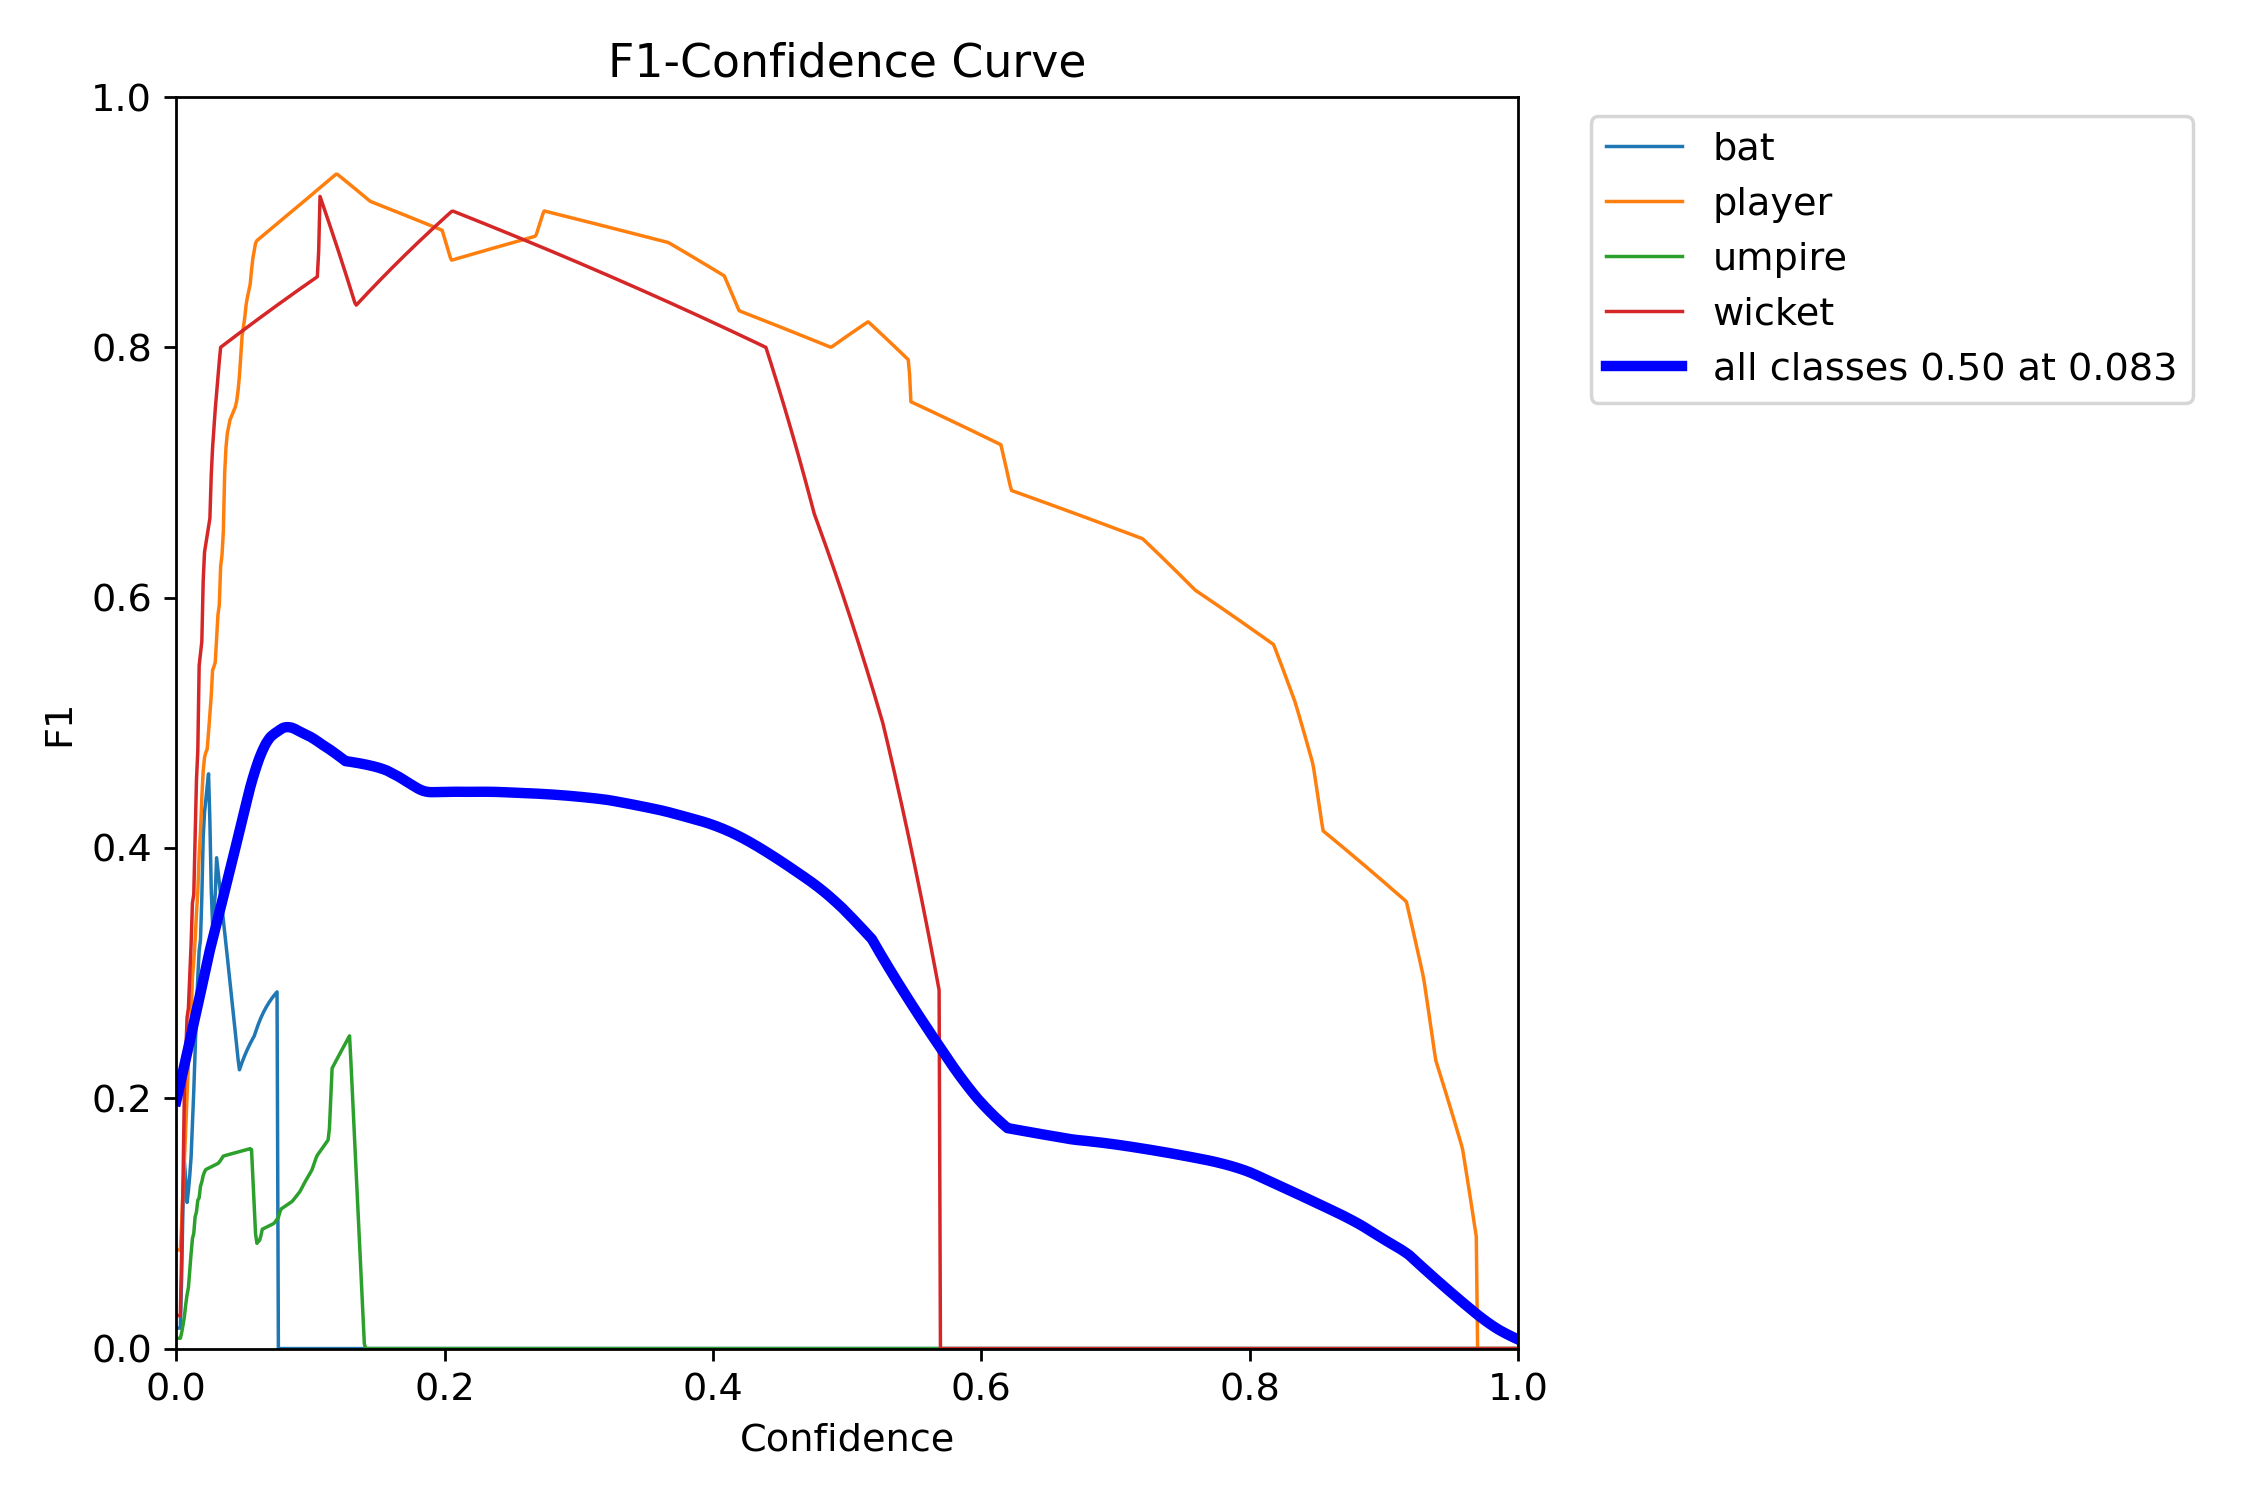 F1-Confidence Curve
1.0
0.8
0.6
0.4
0.2
0.0
F1
0.0 0.2 0.4 0.6 0.8 1.0
Confidence
bat
player
umpire
wicket
all classes 0.50 at 0.083